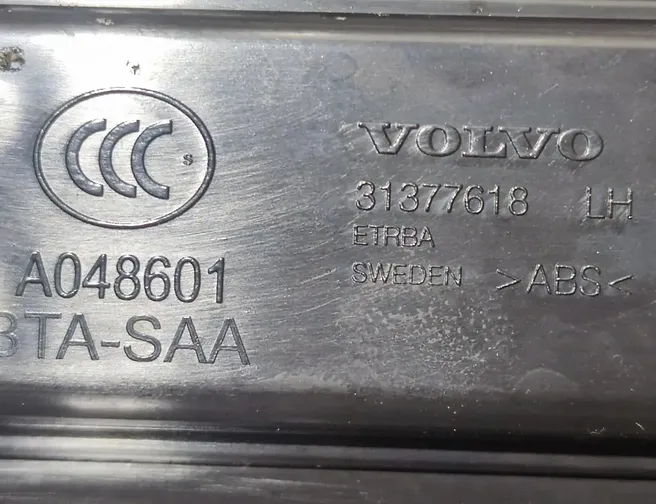 CCC S
A048601
BTA-SAA
VOLVO
31377618 LH
ETRBA
SWEDEN >ABS<